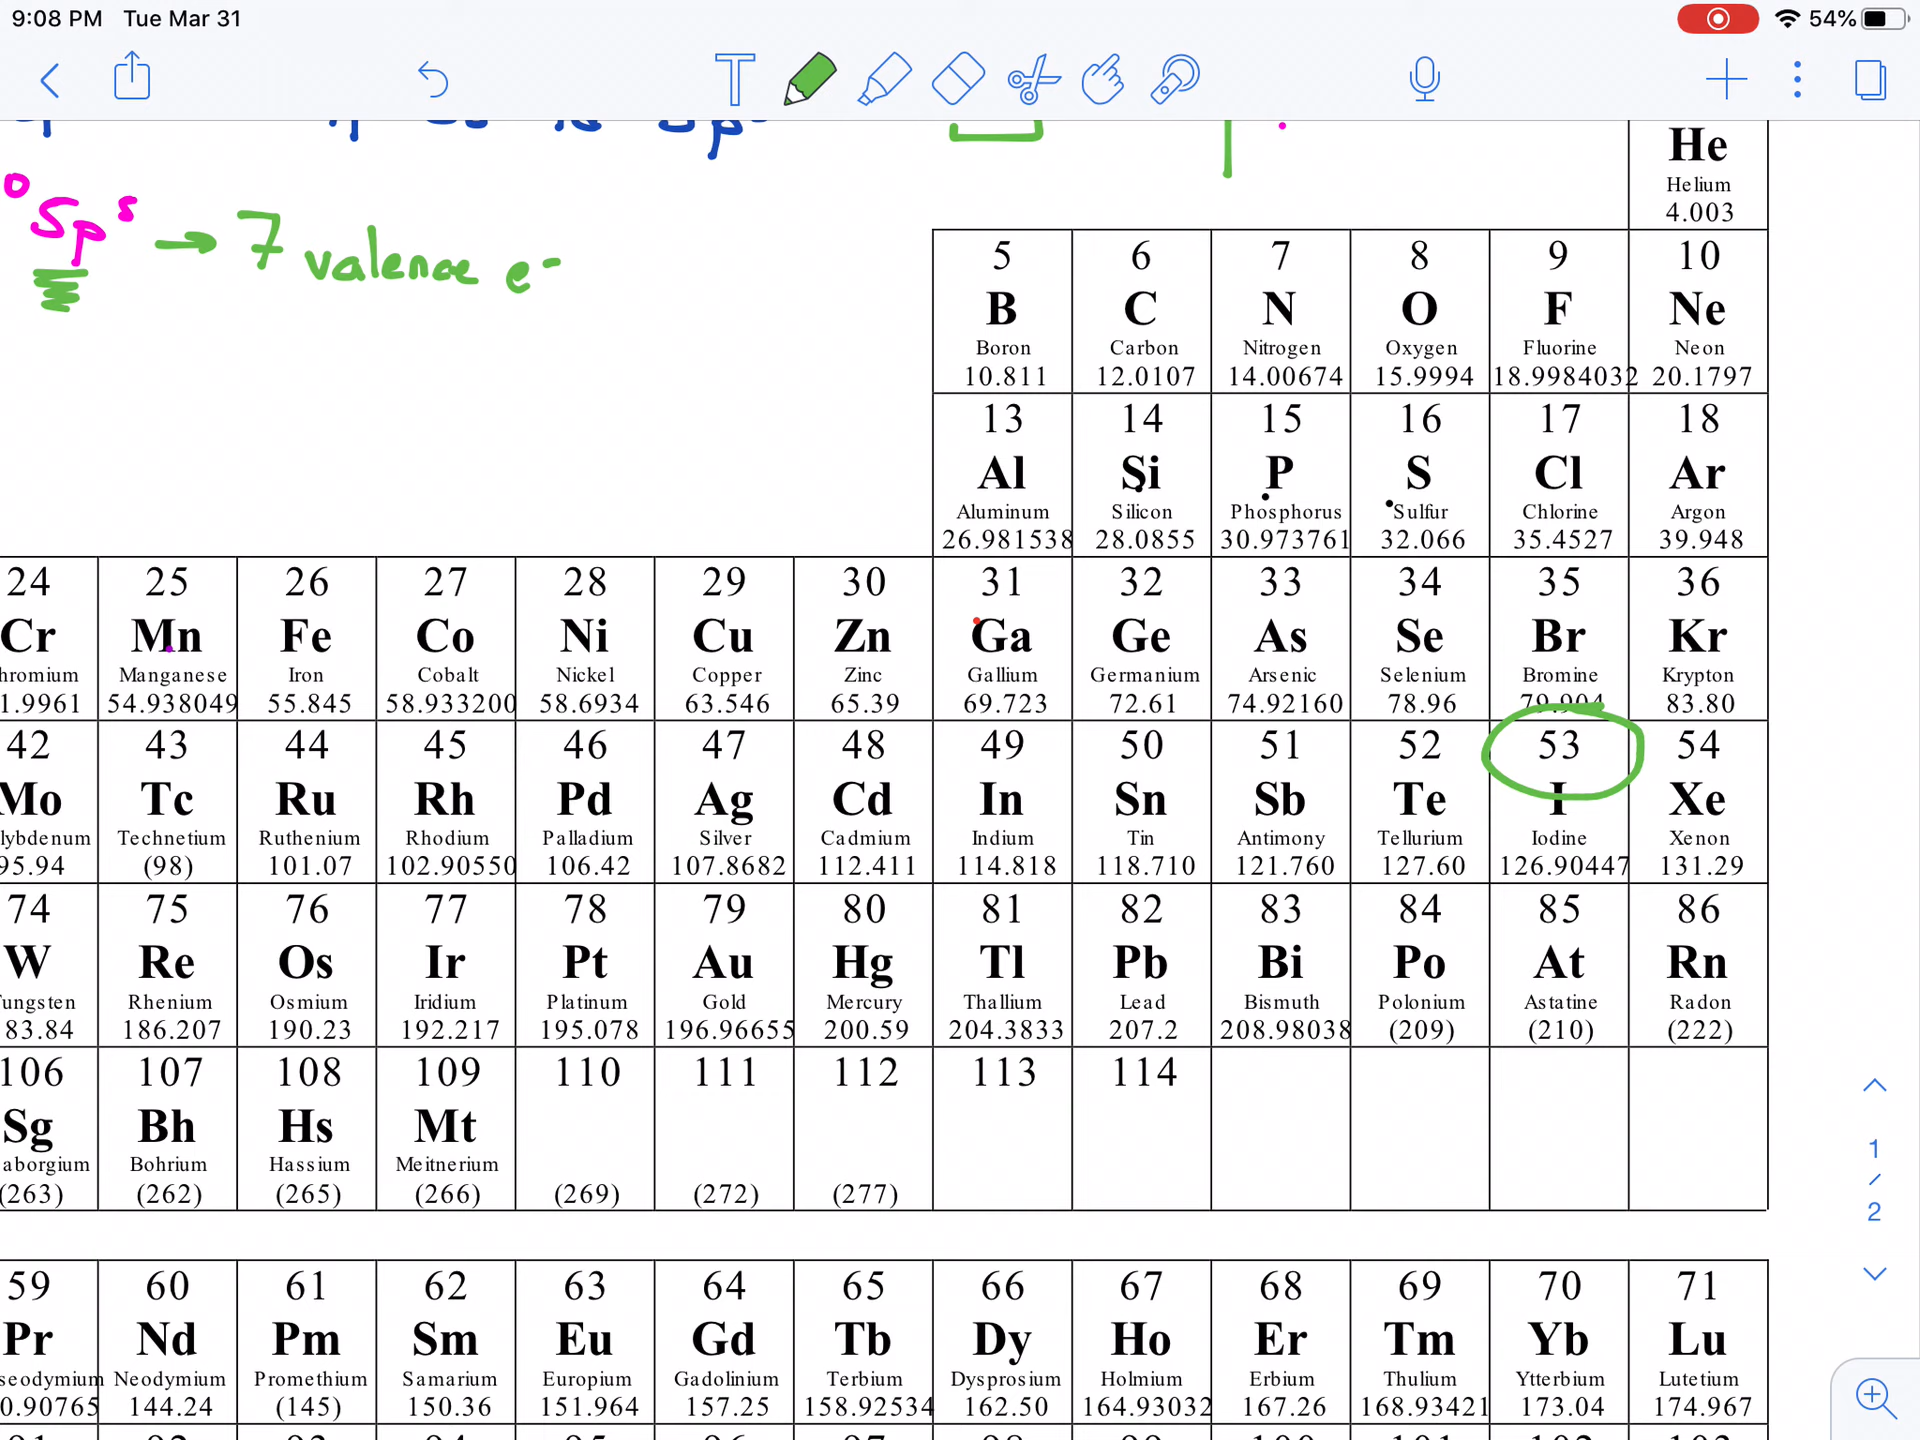 9:08 PM Tue Mar 31 54%
He
Helium
4.003
5p⁵ → 7 valence e⁻
5 6 7 8 9 10
B C N O F Ne
Boron Carbon Nitrogen Oxygen Fluorine Neon
10.811 12.0107 14.00674 15.9994 18.9984032 20.1797
13 14 15 16 17 18
Al Si P S Cl Ar
Aluminum Silicon Phosphorus Sulfur Chlorine Argon
26.981538 28.0855 30.973761 32.066 35.4527 39.948
24 25 26 27 28 29 30 31 32 33 34 35 36
Cr Mn Fe Co Ni Cu Zn Ga Ge As Se Br Kr
hromium Manganese Iron Cobalt Nickel Copper Zinc Gallium Germanium Arsenic Selenium Bromine Krypton
1.9961 54.938049 55.845 58.933200 58.6934 63.546 65.39 69.723 72.61 74.92160 78.96 79.904 83.80
42 43 44 45 46 47 48 49 50 51 52 53 54
Mo Tc Ru Rh Pd Ag Cd In Sn Sb Te I Xe
lybdenum Technetium Ruthenium Rhodium Palladium Silver Cadmium Indium Tin Antimony Tellurium Iodine Xenon
95.94 (98) 101.07 102.90550 106.42 107.8682 112.411 114.818 118.710 121.760 127.60 126.90447 131.29
74 75 76 77 78 79 80 81 82 83 84 85 86
W Re Os Ir Pt Au Hg Tl Pb Bi Po At Rn
ungsten Rhenium Osmium Iridium Platinum Gold Mercury Thallium Lead Bismuth Polonium Astatine Radon
83.84 186.207 190.23 192.217 195.078 196.96655 200.59 204.3833 207.2 208.98038 (209) (210) (222)
106 107 108 109 110 111 112 113 114
Sg Bh Hs Mt
aborgium Bohrium Hassium Meitnerium
(263) (262) (265) (266) (269) (272) (277)
1
/
2
59 60 61 62 63 64 65 66 67 68 69 70 71
Pr Nd Pm Sm Eu Gd Tb Dy Ho Er Tm Yb Lu
seodymium Neodymium Promethium Samarium Europium Gadolinium Terbium Dysprosium Holmium Erbium Thulium Ytterbium Lutetium
0.90765 144.24 (145) 150.36 151.964 157.25 158.92534 162.50 164.93032 167.26 168.93421 173.04 174.967